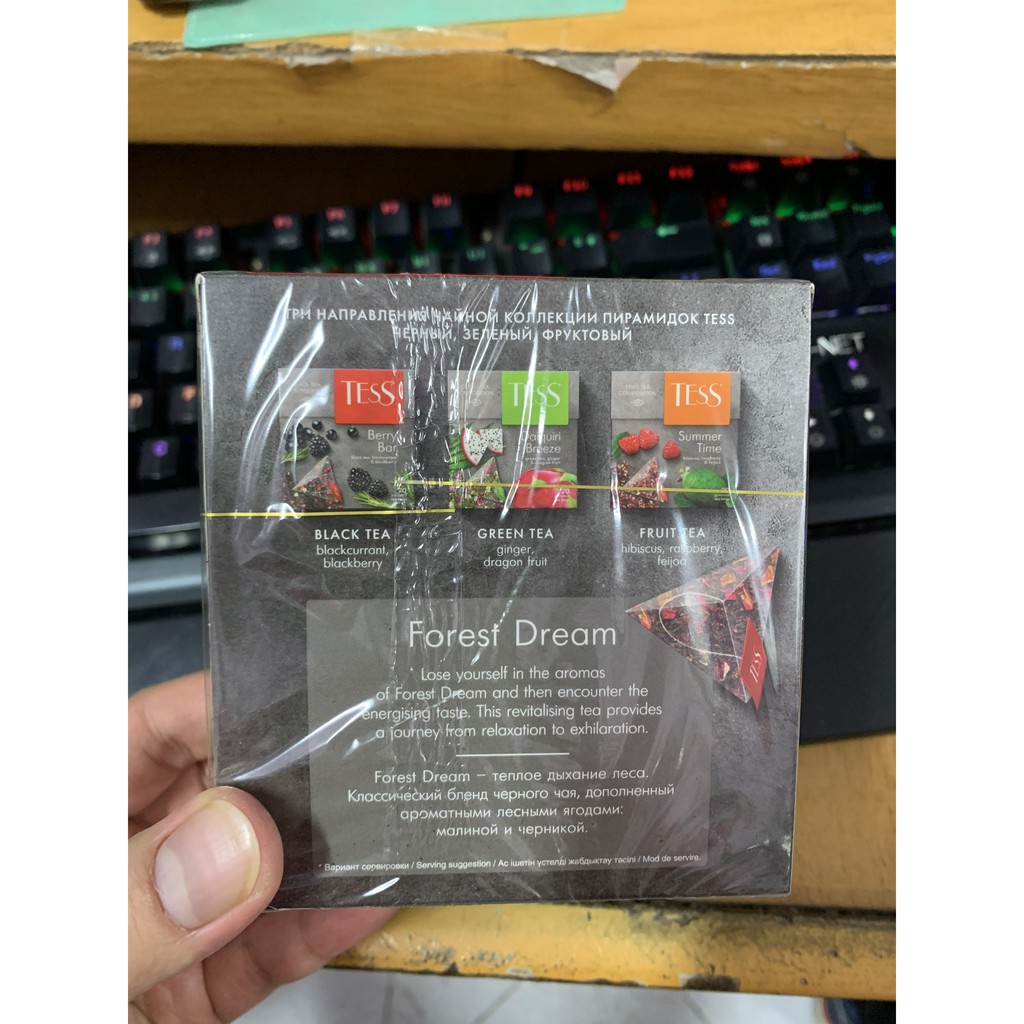 ТРИ НАПРАВЛЕНИЯ ЧАЙНОЙ КОЛЛЕКЦИИ ПИРАМИДОК TESS
ЧЕРНЫЙ, ЗЕЛЕНЫЙ, ФРУКТОВЫЙ
TESS TESS TESS
Berry Bar
Daiquiri Breeze
Summer Time
BLACK TEA
blackcurrant,
blackberry
GREEN TEA
ginger,
dragon fruit
FRUIT TEA
hibiscus, raspberry,
feijoa
TESS
Forest Dream
Lose yourself in the aromas
of Forest Dream and then encounter the
energising taste. This revitalising tea provides
a journey from relaxation to exhilaration.
Forest Dream – теплое дыхание леса.
Классический бленд черного чая, дополненный
ароматными лесными ягодами:
малиной и черникой.
* Вариант сервировки / Serving suggestion / Ас ішетін үстелді жабдықтау тәсіні / Mod de servire.